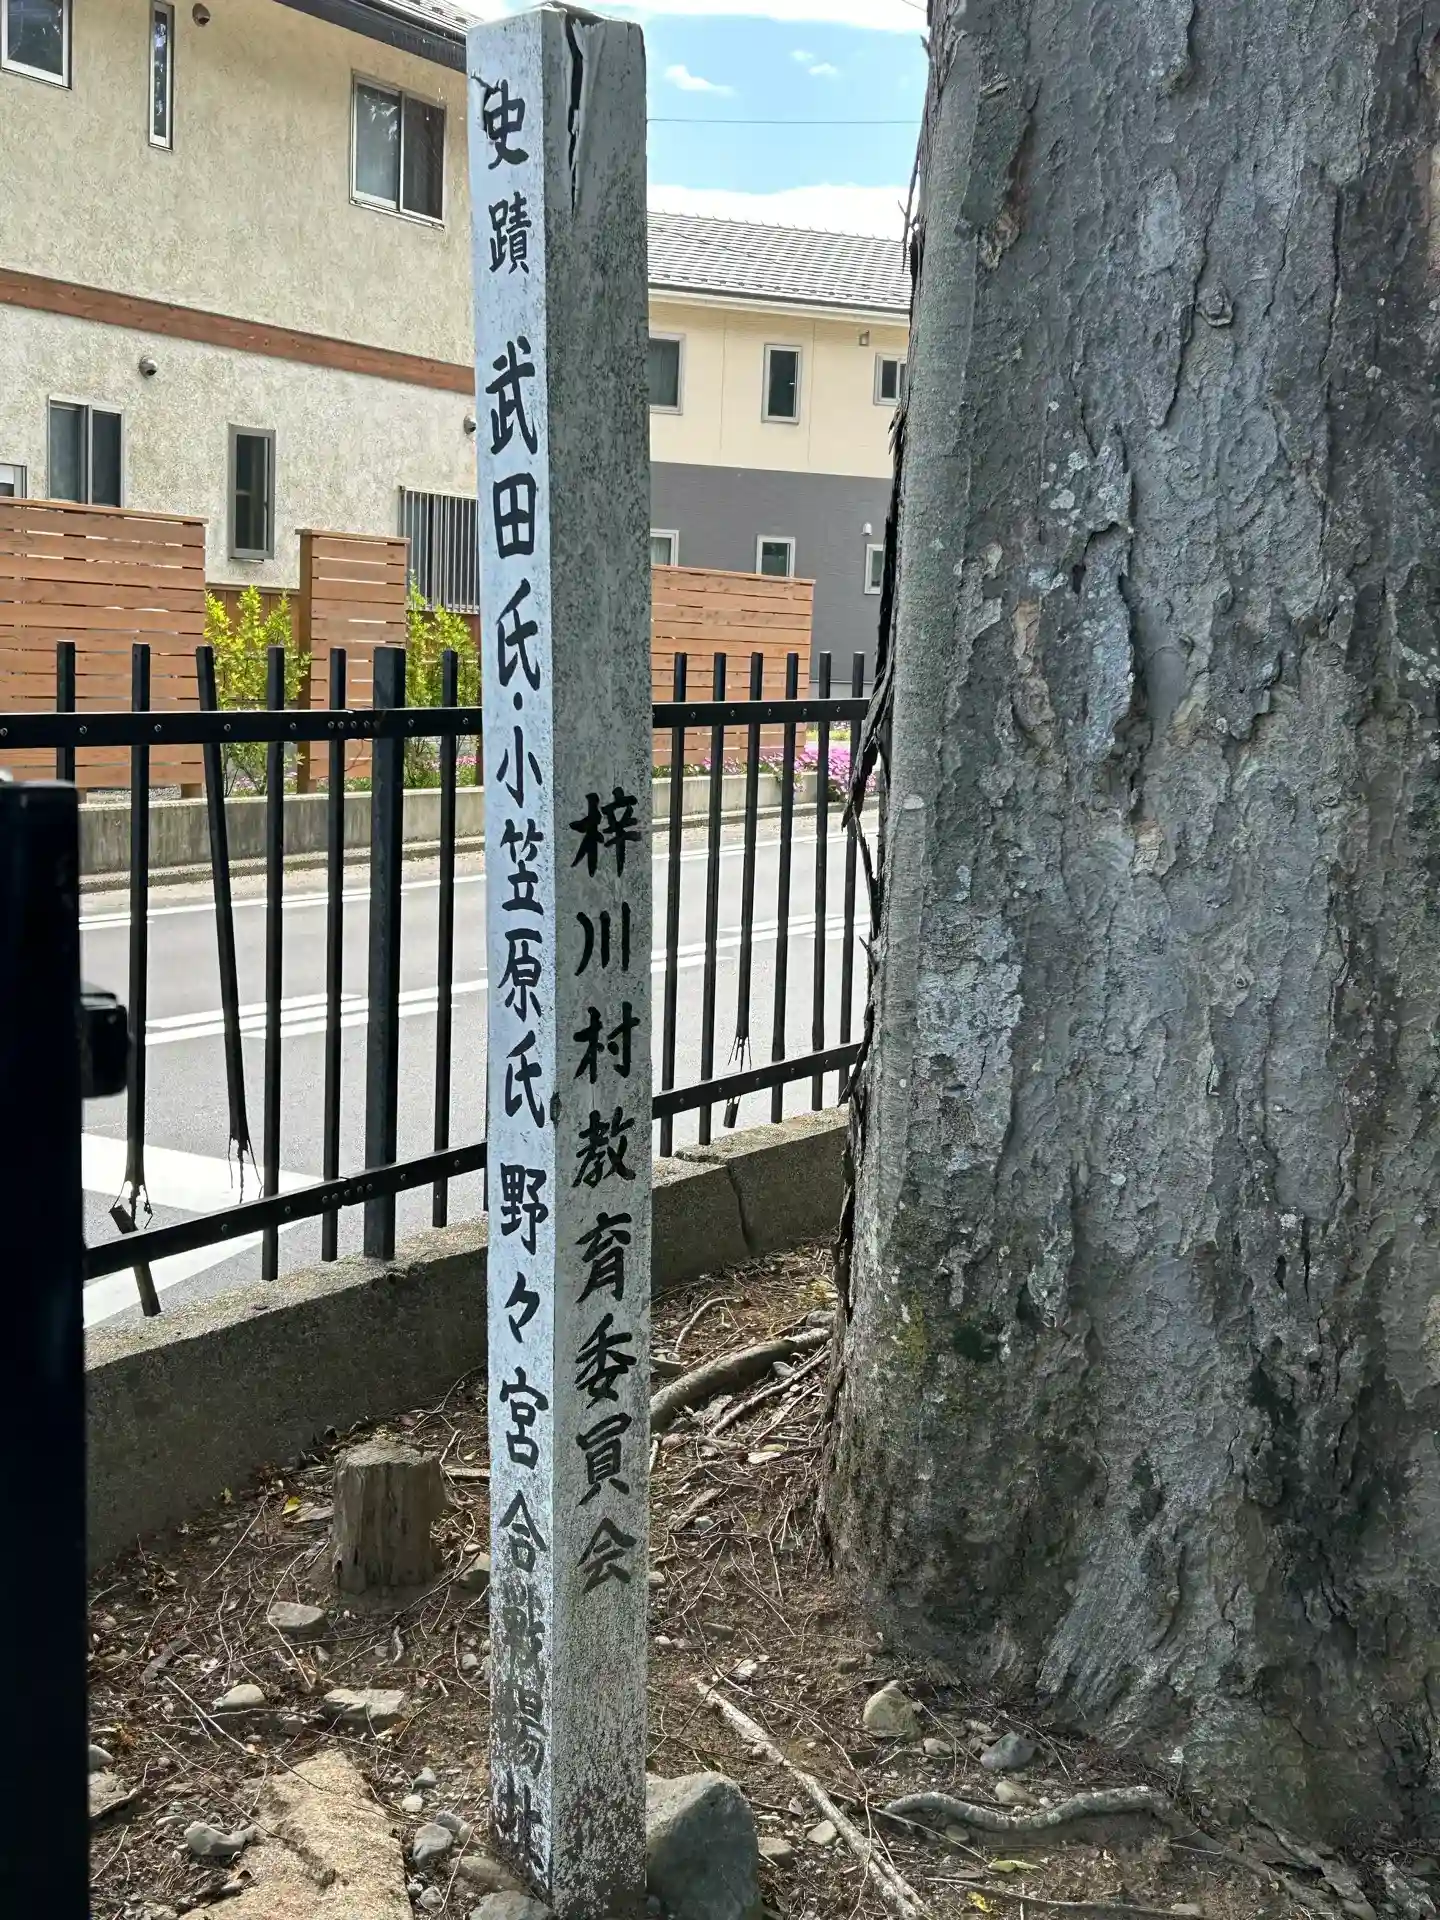 史蹟 武田氏・小笠原氏 野々宮合戦場址
梓川村教育委員会